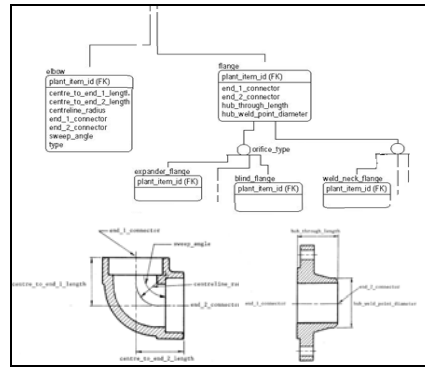 elbow
plant_item_id (FK)
centre_to_end_1_length
centre_to_end_2_length
centreline_radius
end_1_connector
end_2_connector
sweep_angle
type
flange
plant_item_id (FK)
end_1_connector
end_2_connector
hub_through_length
hub_weld_point_diameter
orifice_type
expander_flange
plant_item_id (FK)
blind_flange
plant_item_id (FK)
weld_neck_flange
plant_item_id (FK)
end_1_connector
sweep_angle
centre_to_end_1_length
centreline_ra
end_2_connecto
centre_to_end_2_length
hub_through_length
end_1_connector
end_2_connector
hub_weld_point_diameter